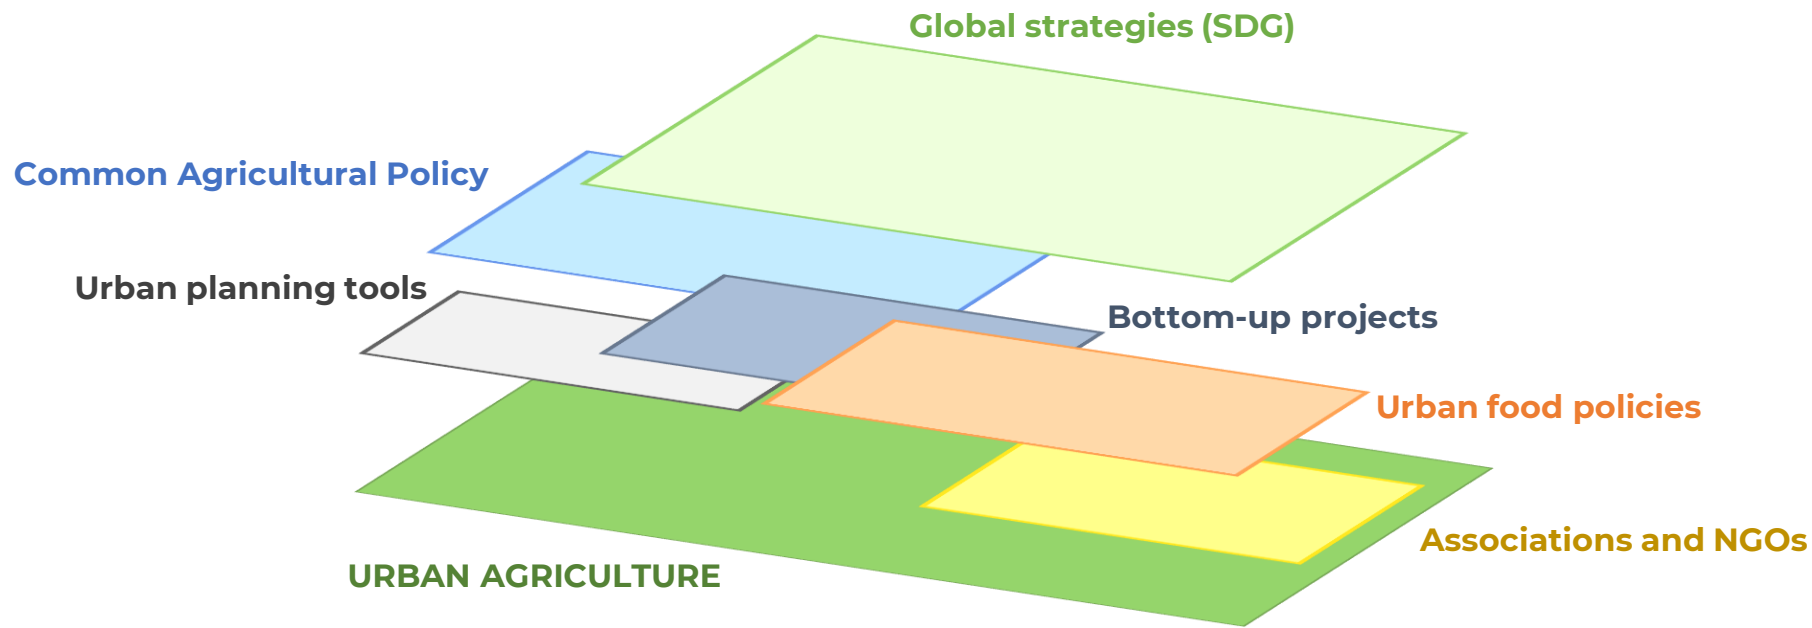 Global strategies (SDG)
Common Agricultural Policy
Urban planning tools
Bottom-up projects
Urban food policies
Associations and NGOs
URBAN AGRICULTURE